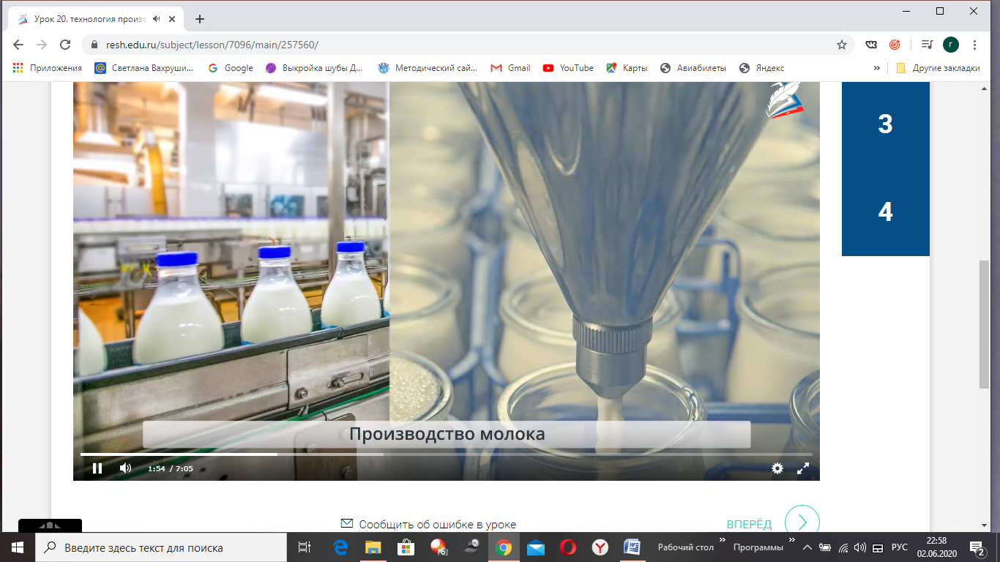 Урок 20. технология произв
resh.edu.ru/subject/lesson/7096/main/257560/
г
Приложения
Светлана Вахруши...
Google
Выкройка шубы Д...
Методический сай...
Gmail
YouTube
Карты
Авиабилеты
Яндекс
»
Другие закладки
3
4
Производство молока
1:54 / 7:05
Сообщить об ошибке в уроке
ВПЕРЁД
Введите здесь текст для поиска
Рабочий стол »
Программы »
РУС
22:58
02.06.2020
2